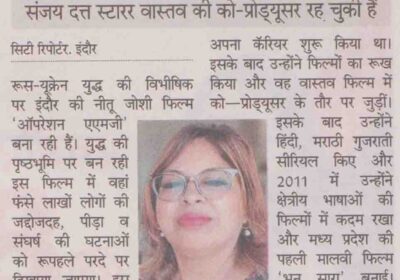 संजय दत्त स्टारर वास्तव की को-प्रोड्यूसर रह चुकी हैं
सिटी रिपोर्टर. इंदौर
रूस-यूक्रेन युद्ध की विभीषिक
पर इंदौर की नीतू जोशी फिल्म
'ऑपरेशन एएमजी'
बना रही हैं। युद्ध की
पृष्ठभूमि पर बन रही
इस फिल्म में वहां
फंसे लाखों लोगों की
जद्दोजहद, पीड़ा व
संघर्ष की घटनाओं
को रूपहले परदे पर
अपना कॅरियर शुरू किया था।
इसके बाद उन्होंने फिल्मों का रूख
किया और वह वास्तव फिल्म में
को–प्रोड्यूसर के तौर पर जुड़ीं।
इसके बाद उन्होंने
हिंदी, मराठी गुजराती
सीरियल किए और
2011 में उन्होंने
क्षेत्रीय भाषाओं की
फिल्मों में कदम रखा
और मध्य प्रदेश की
पहली मालवी फिल्म